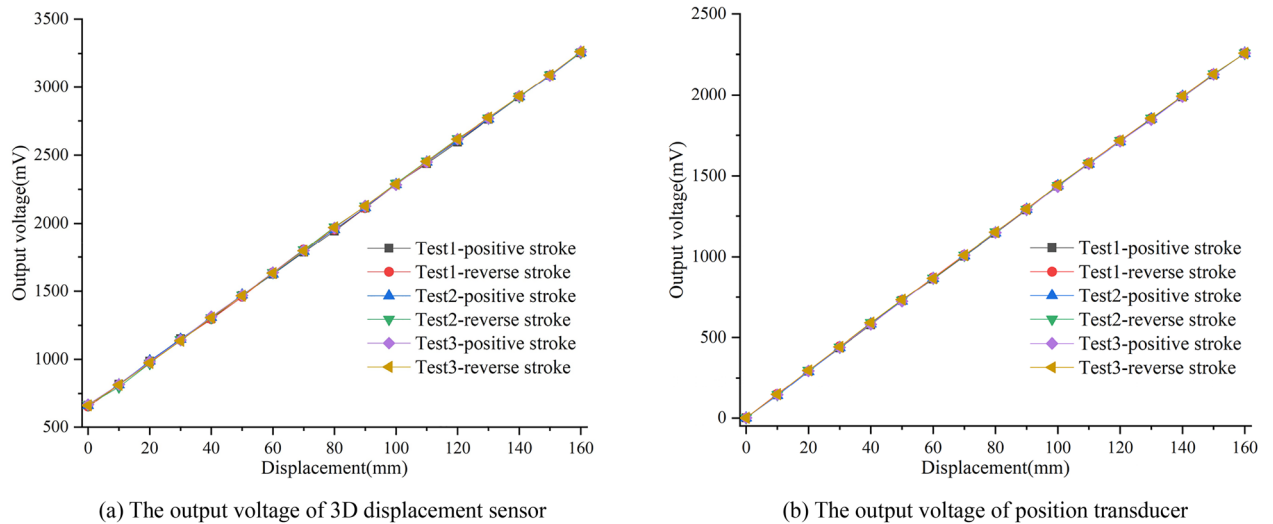 3500
3000
2500
2000
1500
1000
500
Output voltage(mV)
0 20 40 60 80 100 120 140 160
Displacement(mm)
Test1-positive stroke
Test1-reverse stroke
Test2-positive stroke
Test2-reverse stroke
Test3-positive stroke
Test3-reverse stroke
(a) The output voltage of 3D displacement sensor
2500
2000
1500
1000
500
0
Output voltage(mV)
0 20 40 60 80 100 120 140 160
Displacement(mm)
Test1-positive stroke
Test1-reverse stroke
Test2-positive stroke
Test2-reverse stroke
Test3-positive stroke
Test3-reverse stroke
(b) The output voltage of position transducer